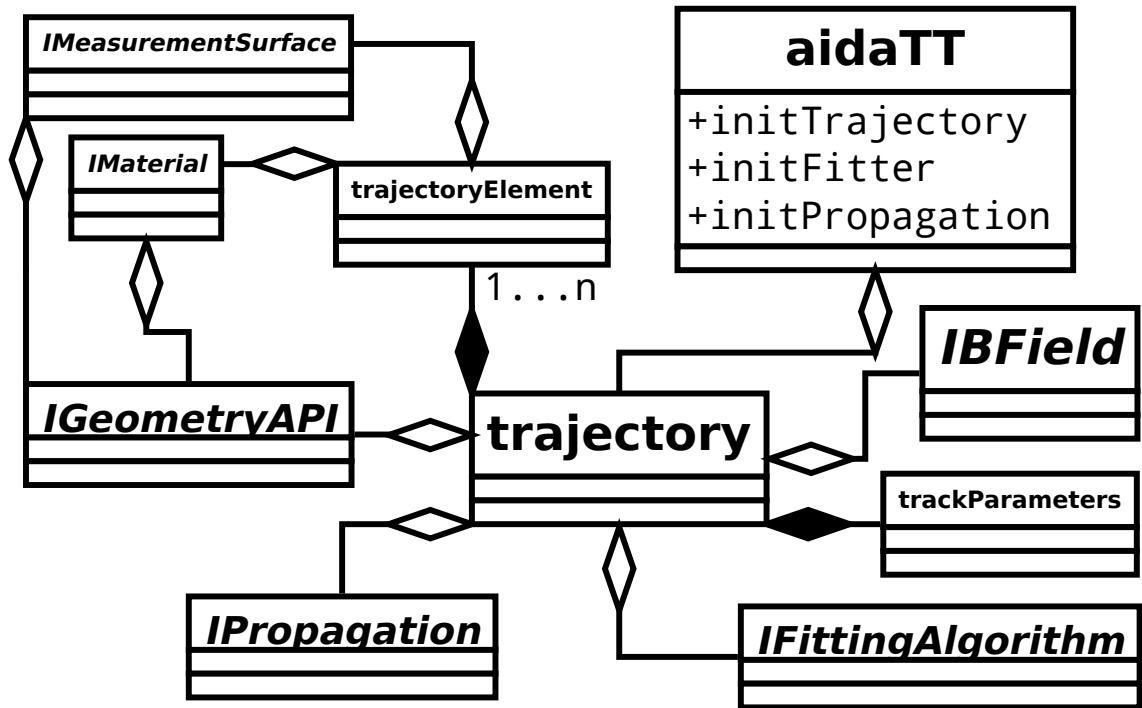 IMeasurementSurface
aidaTT
+initTrajectory
+initFitter
+initPropagation
IMaterial
trajectoryElement
1...n
IBField
IGeometryAPI
trajectory
trackParameters
IPropagation
IFittingAlgorithm